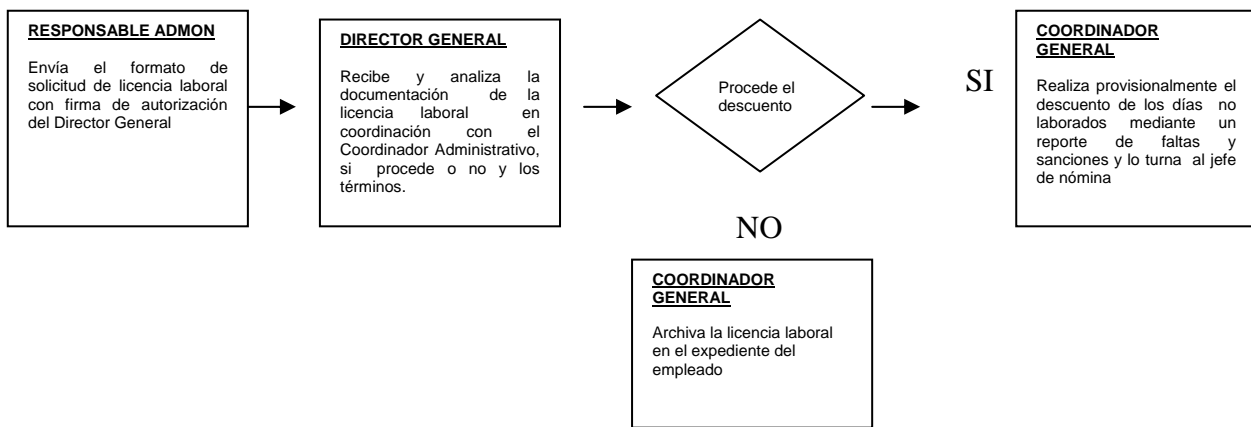 RESPONSABLE ADMON
Envía el formato de
solicitud de licencia laboral
con firma de autorización
del Director General
DIRECTOR GENERAL
Recibe y analiza la
documentación de la
licencia laboral en
coordinación con el
Coordinador Administrativo,
si procede o no y los
términos.
Procede el
descuento
SI
COORDINADOR
GENERAL
Realiza provisionalmente el
descuento de los días no
laborados mediante un
reporte de faltas y
sanciones y lo turna al jefe
de nómina
NO
COORDINADOR
GENERAL
Archiva la licencia laboral
en el expediente del
empleado